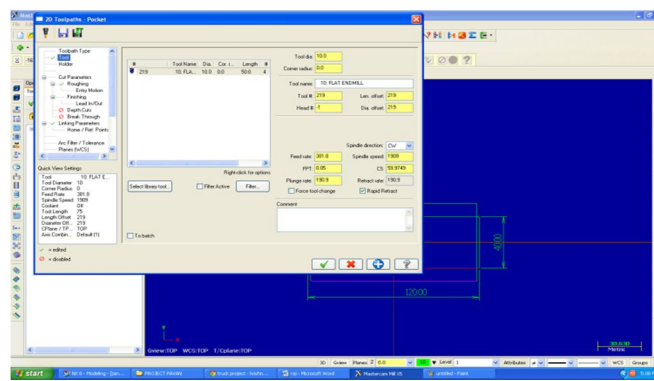 2D Toolpaths - Pocket
Toolpath Type
Tool
Holder
Cut Parameters
Roughing
Entry Motion
Finishing
Lead In/Out
Depth Cuts
Break Through
Linking Parameters
Home / Ref. Points
Arc Filter / Tolerance
Planes (WCS)
Quick View Settings
Tool 10. FLAT E...
Tool Diameter 10
Corner Radius 0
Feed Rate 381.8
Spindle Speed 1909
Coolant Off
Tool Length 75
Length Offset 219
Diameter Off... 219
CPlane / TP... TOP
Axis Combin... Default (1)
= edited
= disabled
# Tool Name Dia. Cor. r... Length #
219 10. FLA... 10.0 0.0 50.0 4
Right-click for options
Select library tool...
Filter Active
Filter...
To batch
Tool dia: 10.0
Corner radius: 0.0
Tool name: 10. FLAT ENDMILL
Tool #: 219
Len. offset: 219
Head #: -1
Dia. offset: 219
Spindle direction: CW
Feed rate: 381.8
Spindle speed: 1909
FPT: 0.05
CS 59.9749
Plunge rate: 190.9
Retract rate: 190.9
Force tool change
Rapid Retract
Comment
40.00
120.00
Gview:TOP WCS:TOP T/Cplane:TOP
Metric
3D Gview Planes Z 0.0 Level 1 Attributes WCS Groups
start
PROJECT
Microsoft Word
Mastercam Mill
untitled - Paint